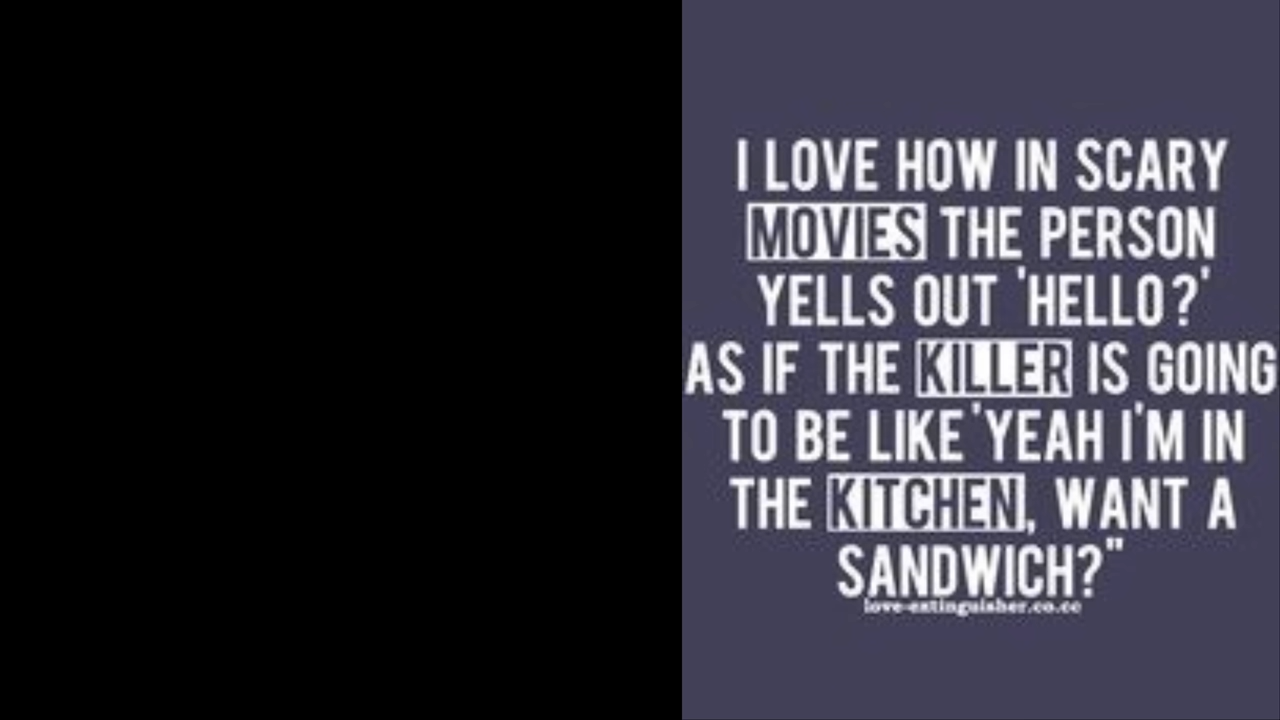 I LOVE HOW IN SCARY
MOVIES THE PERSON
YELLS OUT 'HELLO?'
AS IF THE KILLER IS GOING
TO BE LIKE 'YEAH I'M IN
THE KITCHEN, WANT A
SANDWICH?"
love-extinguisher.co.cc